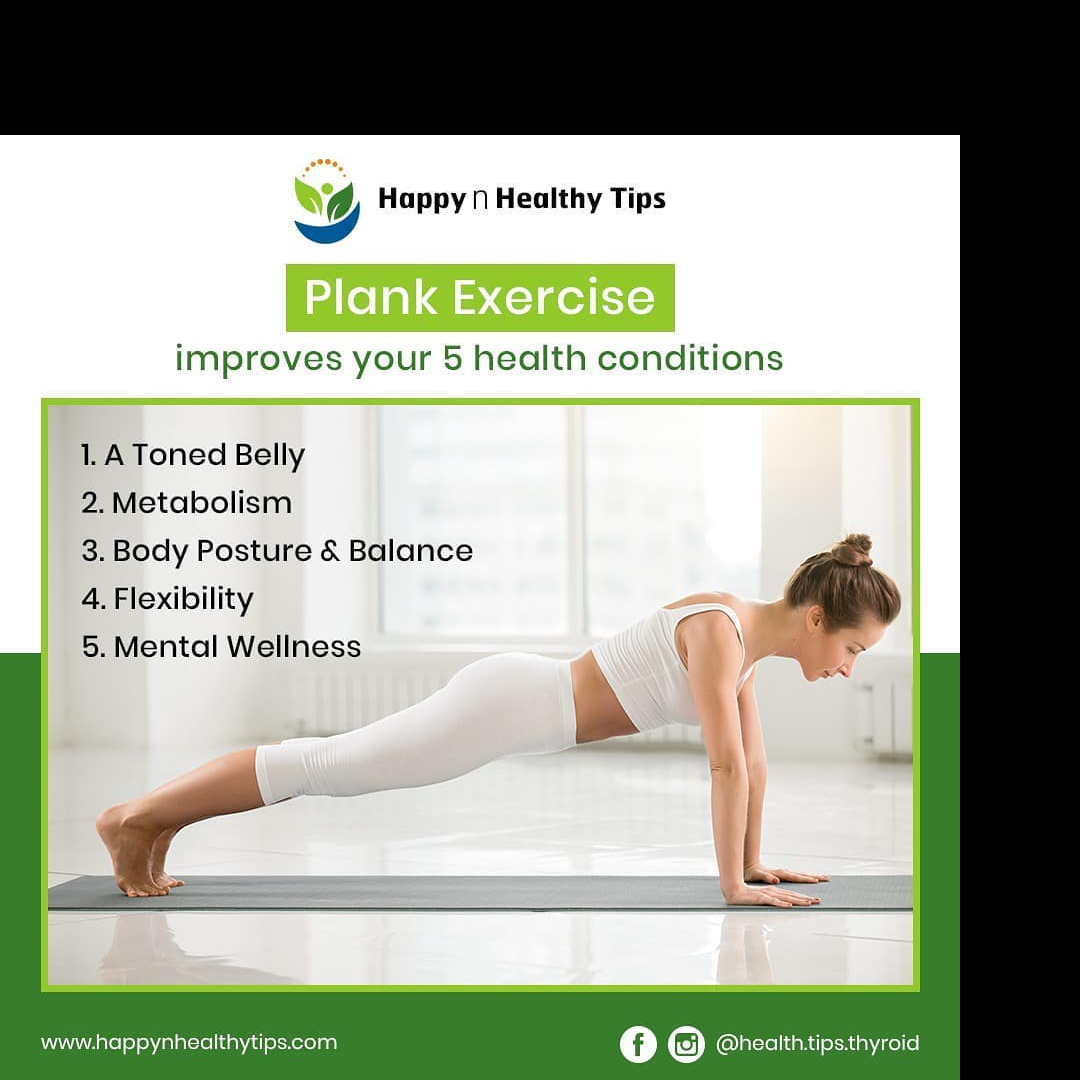 Happy n Healthy Tips
Plank Exercise
improves your 5 health conditions
1. A Toned Belly
2. Metabolism
3. Body Posture & Balance
4. Flexibility
5. Mental Wellness
www.happynhealthytips.com
@health.tips.thyroid